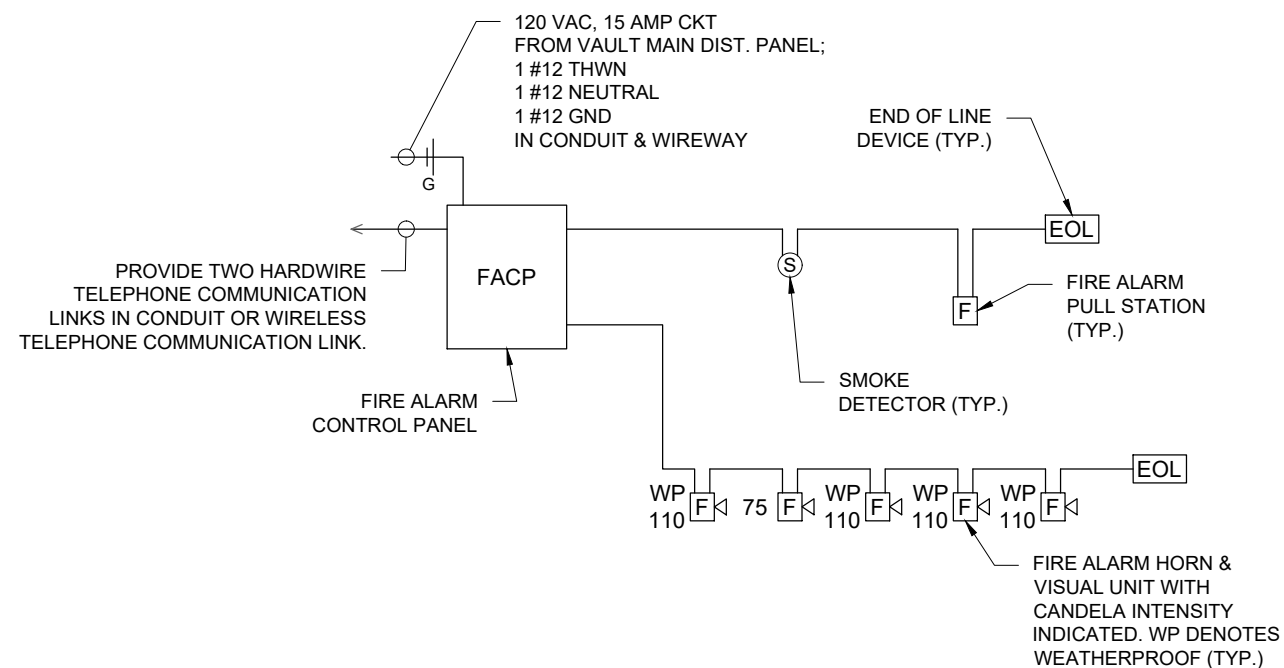 120 VAC, 15 AMP CKT
FROM VAULT MAIN DIST. PANEL;
1 #12 THWN
1 #12 NEUTRAL
1 #12 GND
IN CONDUIT & WIREWAY
END OF LINE
DEVICE (TYP.)
G
EOL
FACP
S
PROVIDE TWO HARDWIRE
TELEPHONE COMMUNICATION
LINKS IN CONDUIT OR WIRELESS
TELEPHONE COMMUNICATION LINK.
F
FIRE ALARM
PULL STATION
(TYP.)
SMOKE
DETECTOR (TYP.)
FIRE ALARM
CONTROL PANEL
EOL
WP
110
F
75
F
WP
110
F
WP
110
F
WP
110
F
FIRE ALARM HORN &
VISUAL UNIT WITH
CANDELA INTENSITY
INDICATED. WP DENOTES
WEATHERPROOF (TYP.)